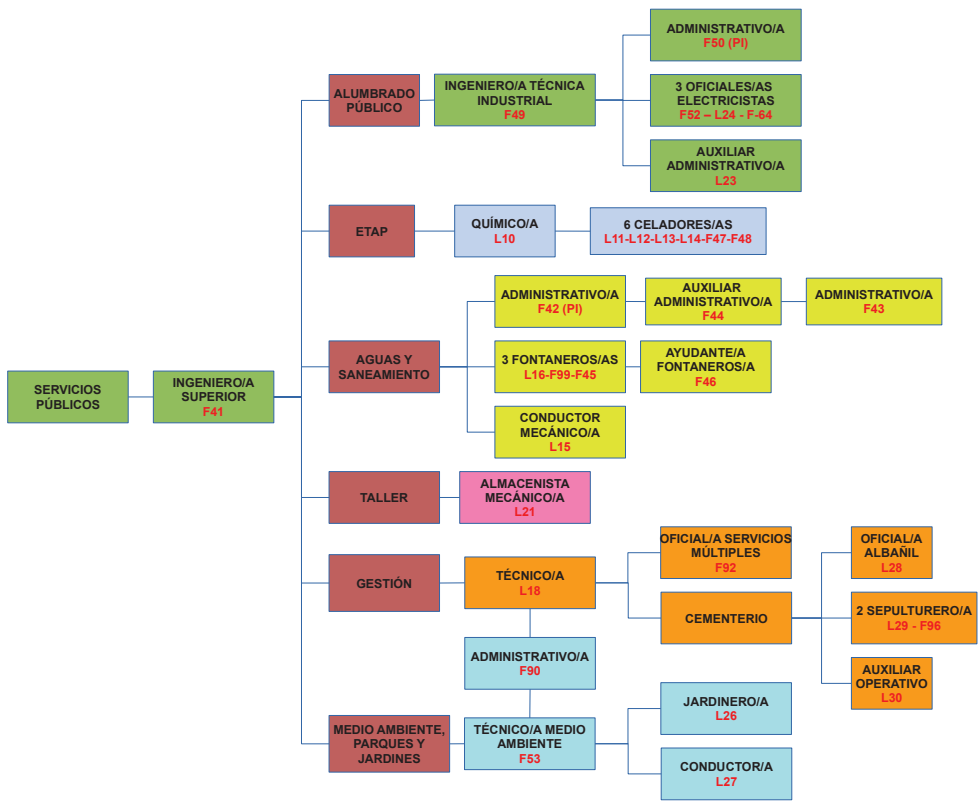 SERVICIOS
PÚBLICOS
INGENIERO/A
SUPERIOR
F41
ALUMBRADO
PÚBLICO
INGENIERO/A TÉCNICA
INDUSTRIAL
F49
ADMINISTRATIVO/A
F50 (PI)
3 OFICIALES/AS
ELECTRICISTAS
F52 – L24 - F-64
AUXILIAR
ADMINISTRATIVO/A
L23
ETAP
QUÍMICO/A
L10
6 CELADORES/AS
L11-L12-L13-L14-F47-F48
AGUAS Y
SANEAMIENTO
ADMINISTRATIVO/A
F42 (PI)
AUXILIAR
ADMINISTRATIVO/A
F44
ADMINISTRATIVO/A
F43
3 FONTANEROS/AS
L16-F99-F45
AYUDANTE/A
FONTANEROS/A
F46
CONDUCTOR
MECÁNICO/A
L15
TALLER
ALMACENISTA
MECÁNICO/A
L21
GESTIÓN
TÉCNICO/A
L18
OFICIAL/A SERVICIOS
MÚLTIPLES
F92
CEMENTERIO
OFICIAL/A
ALBAÑIL
L28
2 SEPULTURERO/A
L29 - F96
AUXILIAR
OPERATIVO
L30
ADMINISTRATIVO/A
F90
MEDIO AMBIENTE,
PARQUES Y
JARDINES
TÉCNICO/A MEDIO
AMBIENTE
F53
JARDINERO/A
L26
CONDUCTOR/A
L27